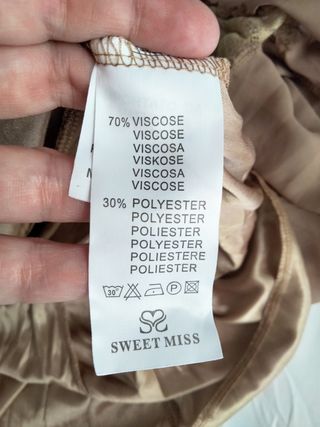 70% VISCOSE
VISCOSE
VISCOSA
VISKOSE
VISCOSA
VISCOSE
30% POLYESTER
POLYESTER
POLIESTER
POLYESTER
POLIESTERE
POLIESTER
30°
P
SWEET MISS